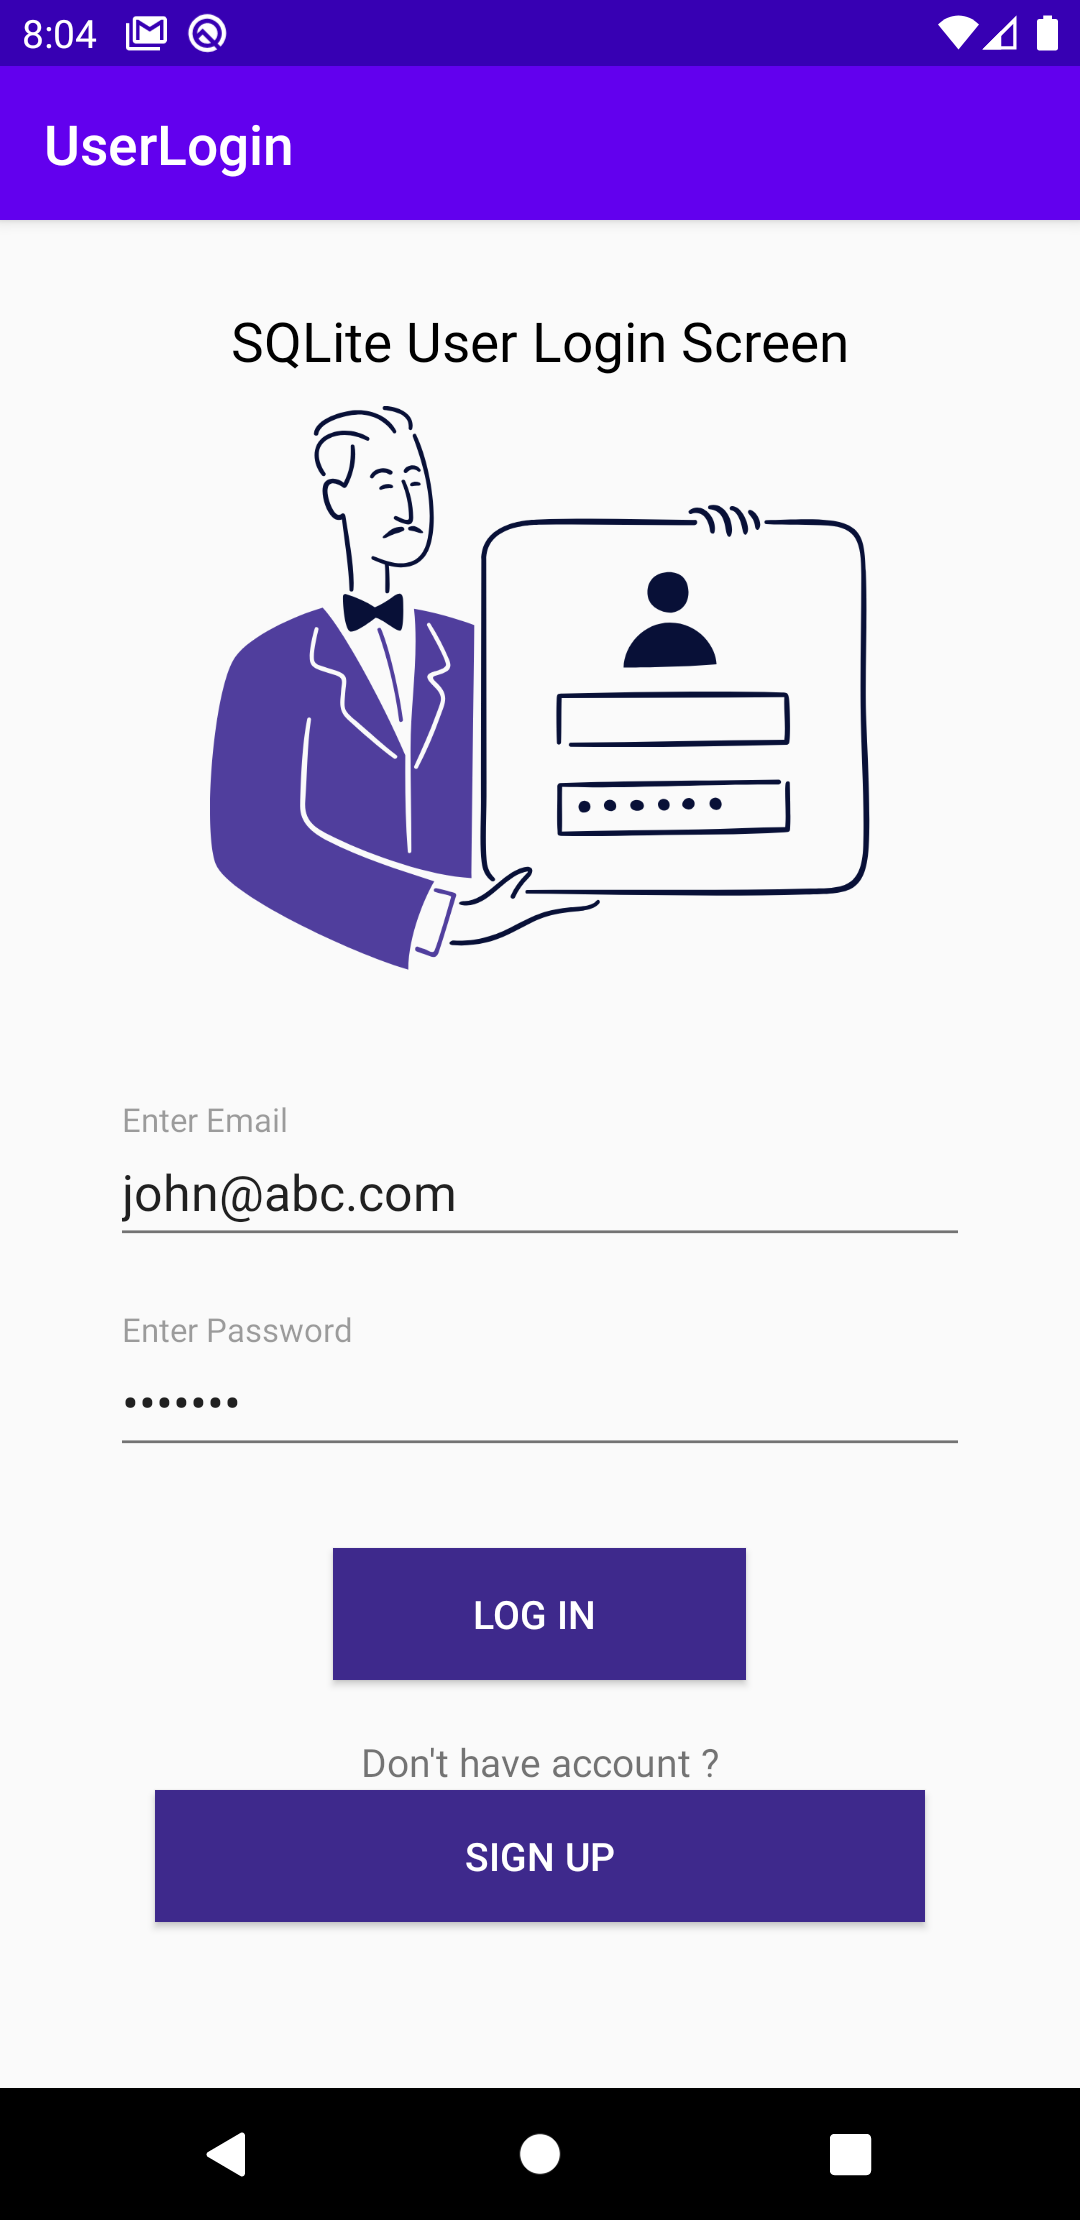 8:04
UserLogin
SQLite User Login Screen
Enter Email
john@abc.com
Enter Password
•••••••
LOG IN
Don't have account ?
SIGN UP